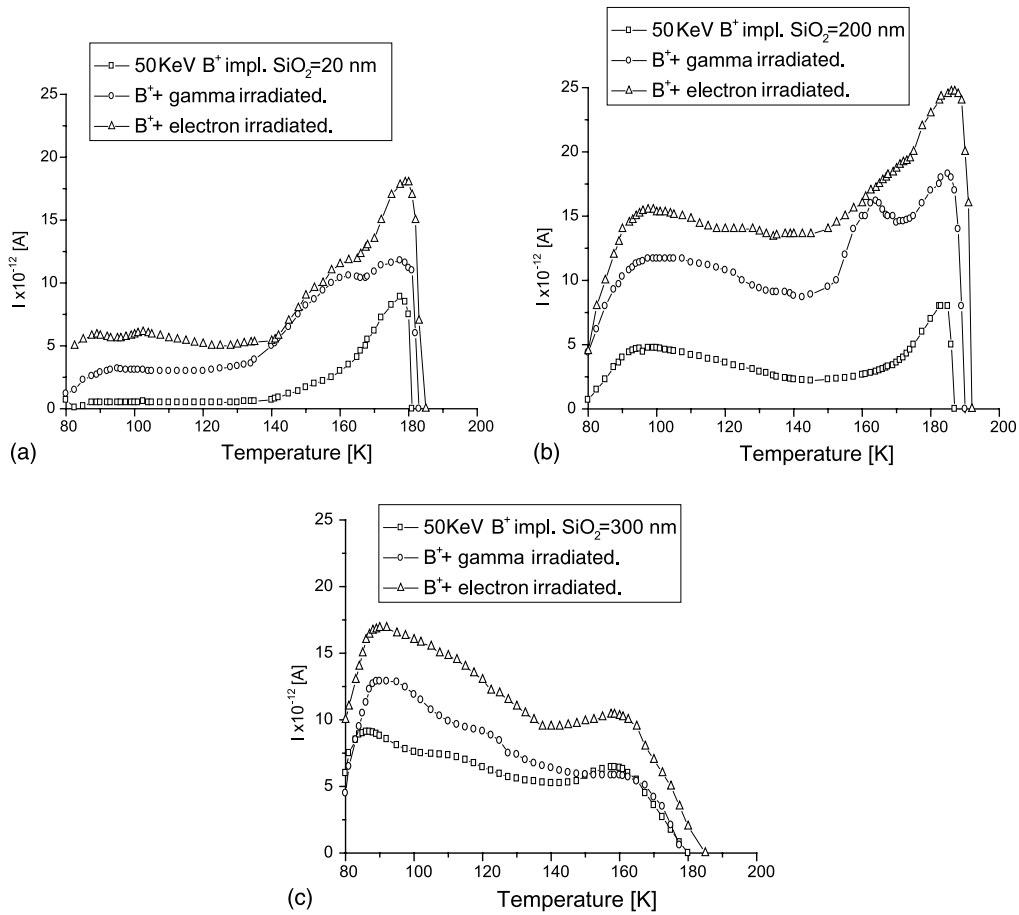 50KeV B⁺ impl. SiO₂=20 nm
B⁺+ gamma irradiated.
B⁺+ electron irradiated.
25
20
15
10
5
0
I x10⁻¹² [A]
80 100 120 140 160 180 200
Temperature [K]
(a)
50KeV B⁺ impl. SiO₂=200 nm
B⁺+ gamma irradiated.
B⁺+ electron irradiated.
25
20
15
10
5
0
I x10⁻¹² [A]
80 100 120 140 160 180 200
Temperature [K]
(b)
50KeV B⁺ impl. SiO₂=300 nm
B⁺+ gamma irradiated.
B⁺+ electron irradiated.
25
20
15
10
5
0
I x10⁻¹² [A]
80 100 120 140 160 180 200
Temperature [K]
(c)